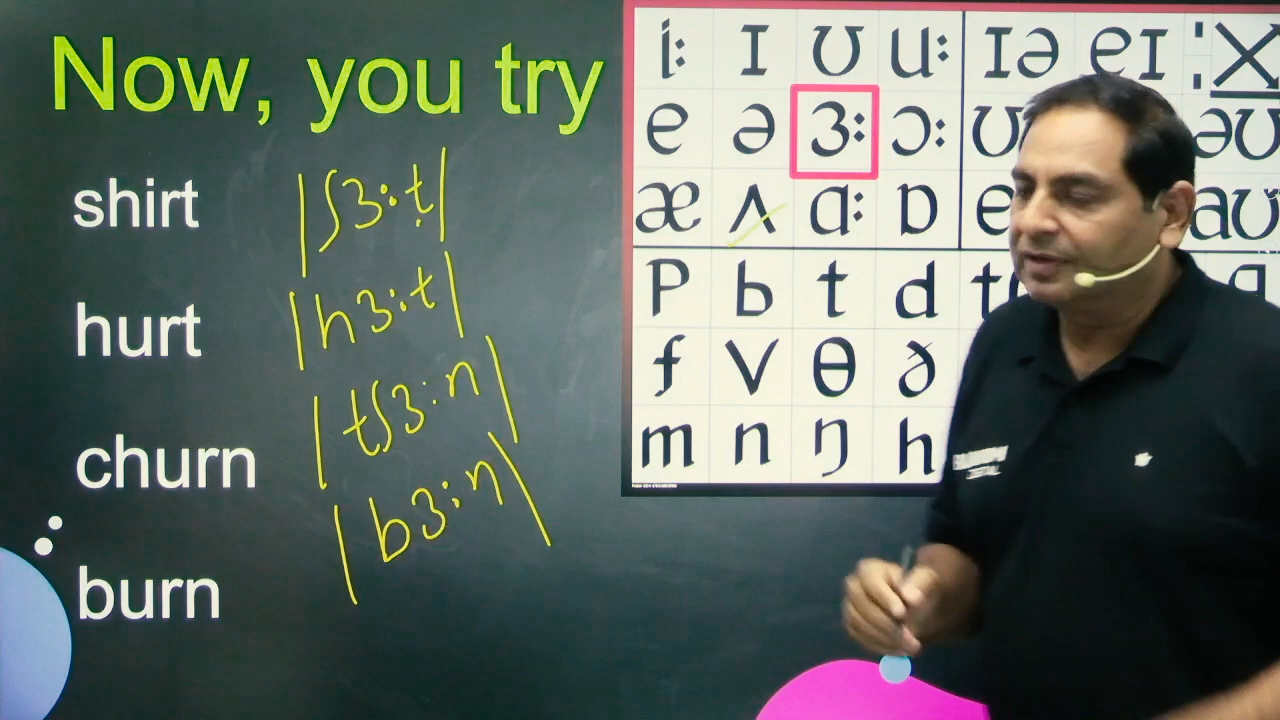 Now, you try
shirt |ʃɜːt|
hurt |hɜːt|
churn |tʃɜːn|
burn |bɜːn|
iː ɪ ʊ uː ɪə eɪ ˈ X
e ə ɜː ɔː ʊ əʊ
æ ʌ ɑː ɒ e aʊ
p b t d t
f v θ ð
m n ŋ h